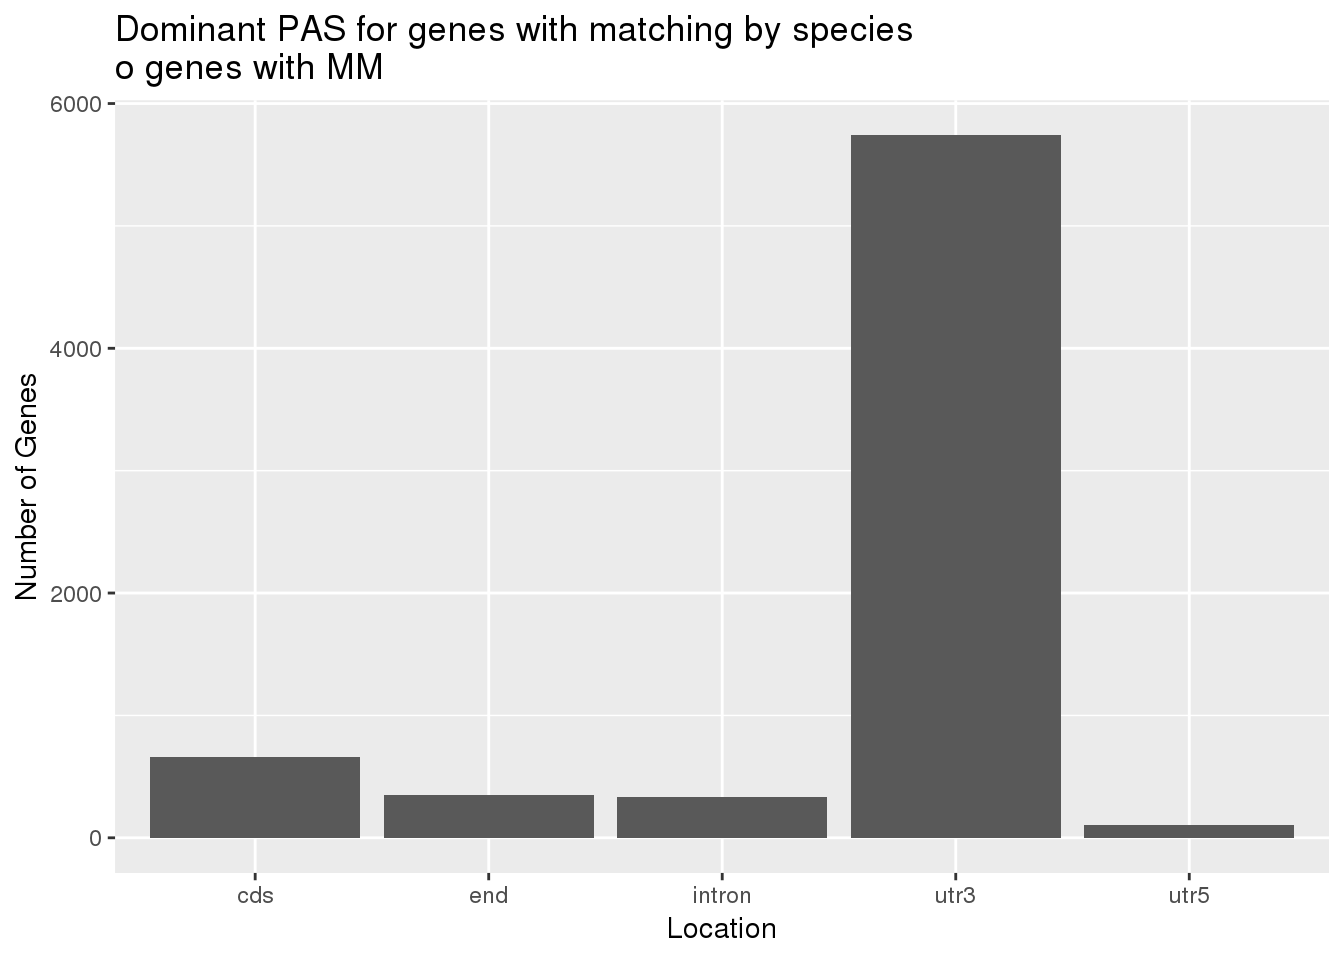 Dominant PAS for genes with matching by species
o genes with MM
6000
4000
2000
0
Number of Genes
cds end intron utr3 utr5
Location